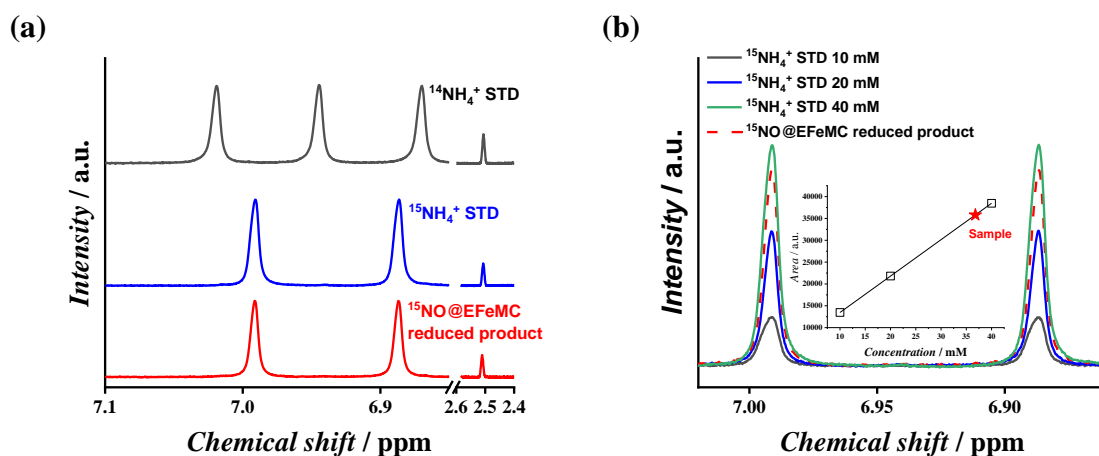 (a)
Intensity / a.u.
¹⁴NH₄⁺ STD
¹⁵NH₄⁺ STD
¹⁵NO@EFeMC
reduced product
7.1
7.0
6.9
2.6
2.5
2.4
Chemical shift / ppm
(b)
Intensity / a.u.
¹⁵NH₄⁺ STD 10 mM
¹⁵NH₄⁺ STD 20 mM
¹⁵NH₄⁺ STD 40 mM
¹⁵NO@EFeMC reduced product
Area / a.u.
40000
35000
30000
25000
20000
15000
10000
Sample
10
20
30
40
Concentration / mM
7.00
6.95
6.90
Chemical shift / ppm